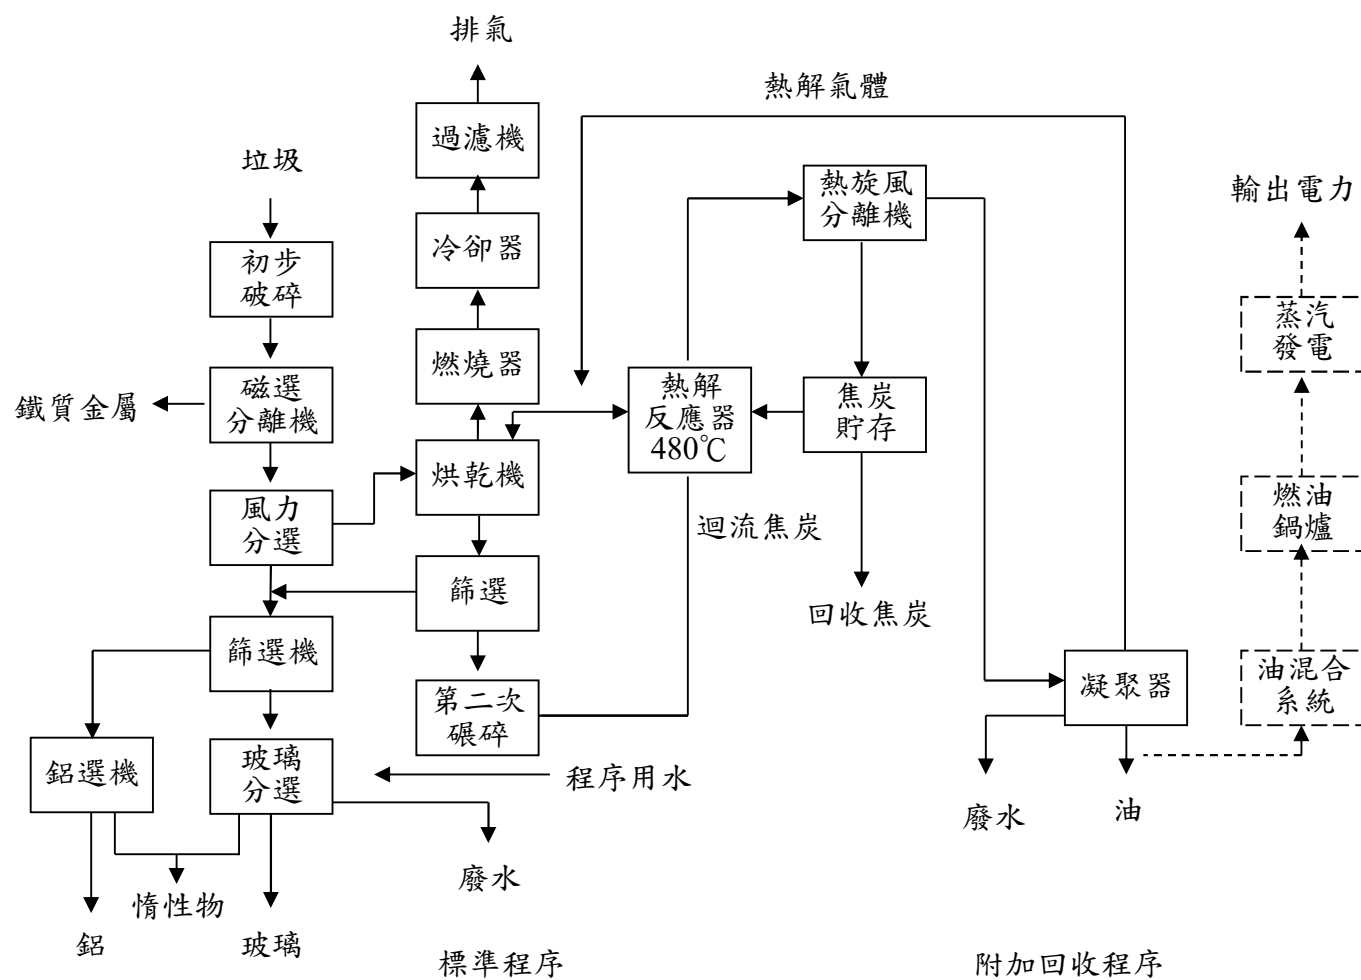 排氣
熱解氣體
過濾機
垃圾
熱旋風
分離機
輸出電力
初步
破碎
冷卻器
蒸汽
發電
磁選
分離機
鐵質金屬
燃燒器
熱解
反應器
480℃
焦炭
貯存
烘乾機
風力
分選
迴流焦炭
燃油
鍋爐
篩選
回收焦炭
篩選機
第二次
碾碎
凝聚器
油混合
系統
鋁選機
玻璃
分選
程序用水
廢水
油
廢水
惰性物
鋁
玻璃
標準程序
附加回收程序